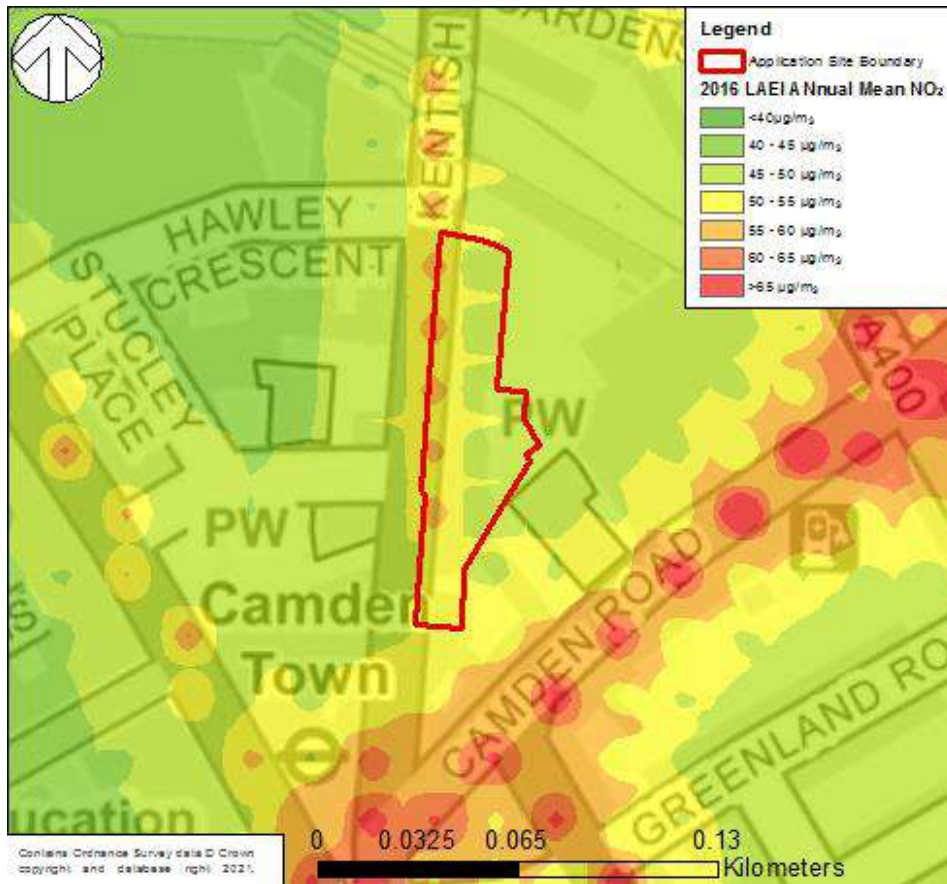 GARDENS
KENTISH
HAWLEY
CRESCENT
STUCLEY
PLACE
PW
PW
Camden
Town
CAMDEN ROAD
A400
GREENLAND RO
ucation
Legend
Application Site Boundary
2016 LAEI ANnual Mean NO₂
<40µg/m₃
40 - 45 µg/m₃
45 - 50 µg/m₃
50 - 55 µg/m₃
55 - 60 µg/m₃
60 - 65 µg/m₃
>65 µg/m₃
Contains Ordnance Survey data © Crown
copyright and database right 2021.
0 0.0325 0.065 0.13
Kilometers